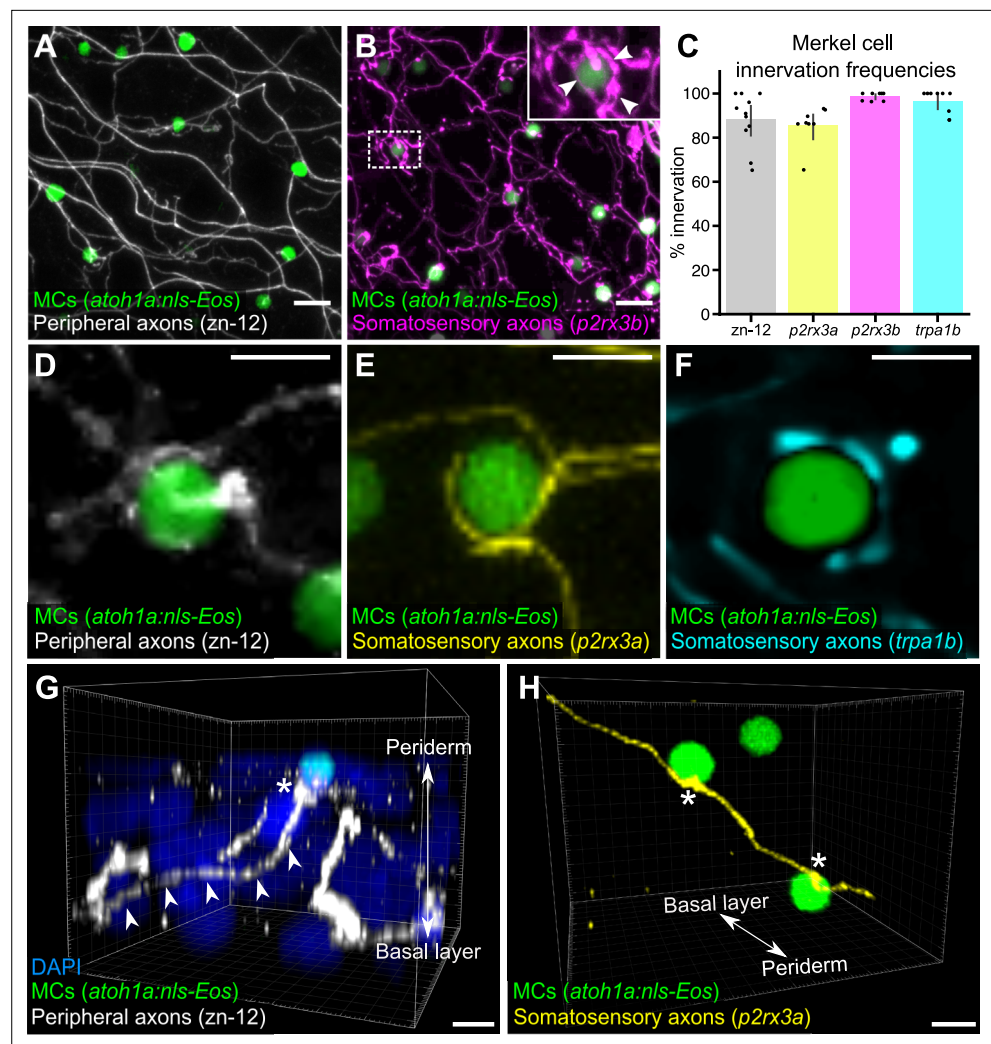 A
MCs (atoh1a:nls-Eos)
Peripheral axons (zn-12)
B
MCs (atoh1a:nls-Eos)
Somatosensory axons (p2rx3b)
C
Merkel cell
innervation frequencies
% innervation
100
80
60
40
20
0
zn-12 p2rx3a p2rx3b trpa1b
D
MCs (atoh1a:nls-Eos)
Peripheral axons (zn-12)
E
MCs (atoh1a:nls-Eos)
Somatosensory axons (p2rx3a)
F
MCs (atoh1a:nls-Eos)
Somatosensory axons (trpa1b)
G
Periderm
*
Basal layer
DAPI
MCs (atoh1a:nls-Eos)
Peripheral axons (zn-12)
H
*
*
Basal layer
Periderm
MCs (atoh1a:nls-Eos)
Somatosensory axons (p2rx3a)